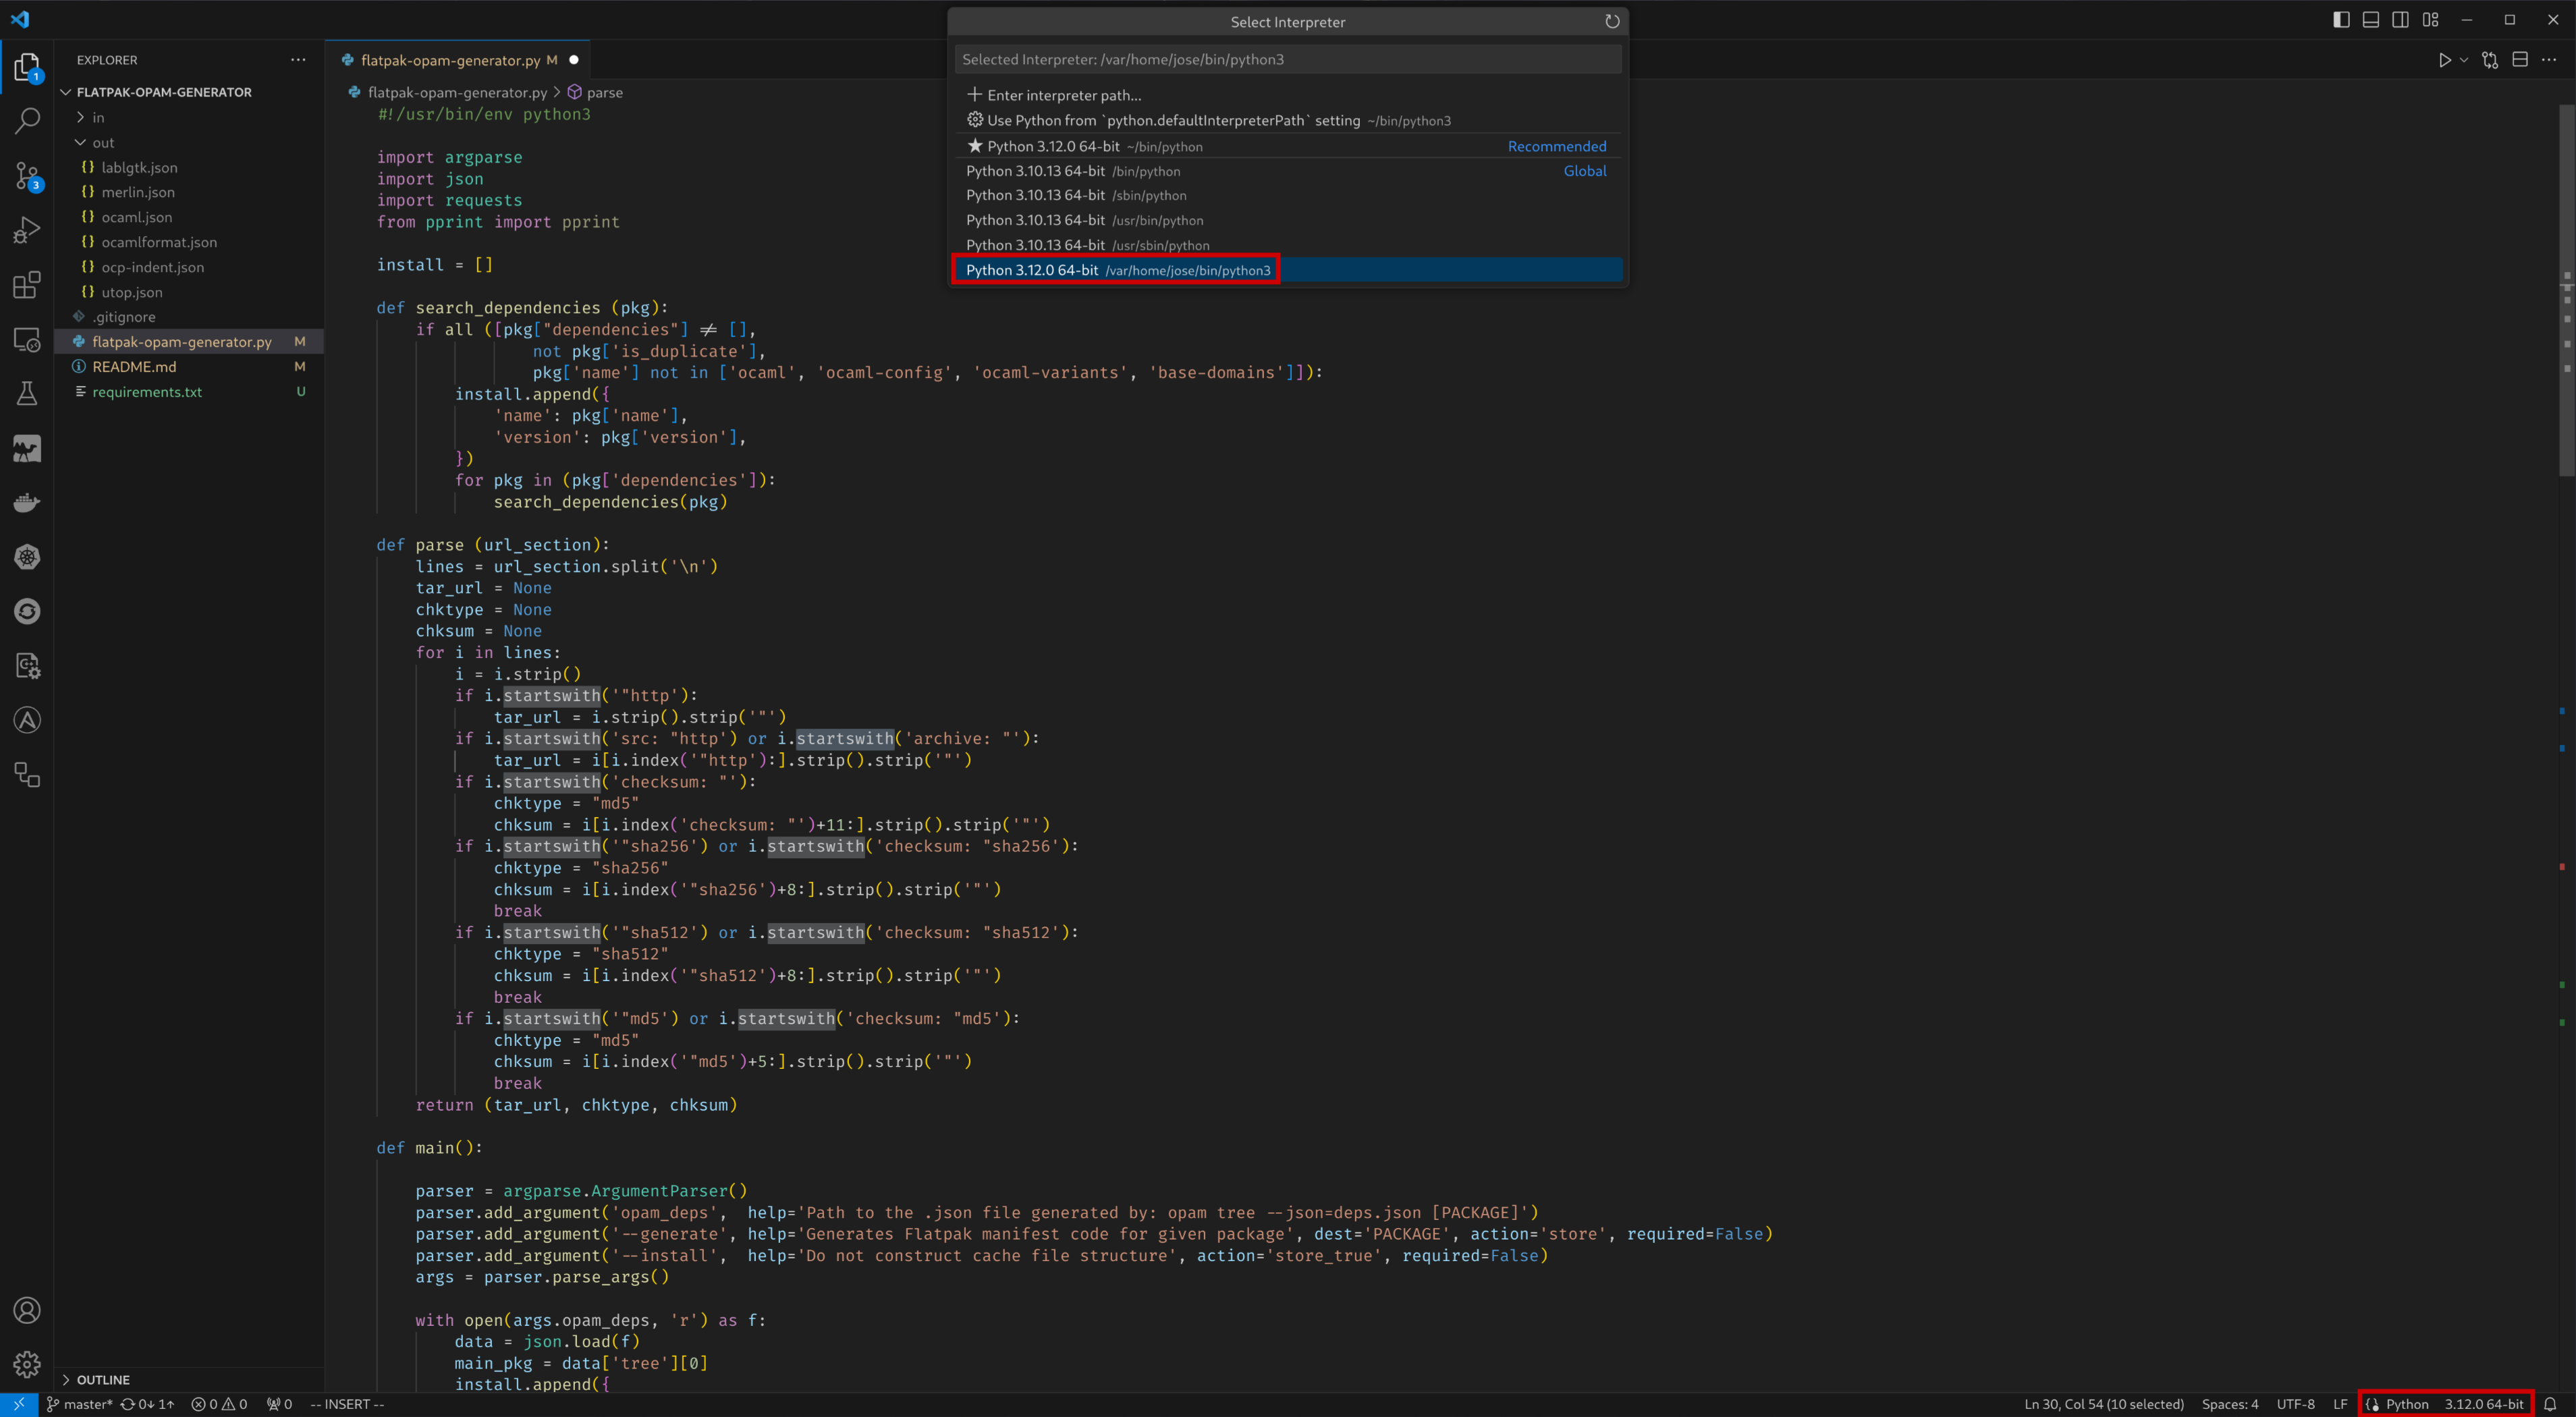 Select Interpreter
Selected Interpreter: /var/home/jose/bin/python3
Enter interpreter path...
Use Python from `python.defaultInterpreterPath` setting ~/bin/python3
Python 3.12.0 64-bit ~/bin/python Recommended
Python 3.10.13 64-bit /bin/python Global
Python 3.10.13 64-bit /sbin/python
Python 3.10.13 64-bit /usr/bin/python
Python 3.10.13 64-bit /usr/sbin/python
Python 3.12.0 64-bit /var/home/jose/bin/python3
1
3
EXPLORER
FLATPAK-OPAM-GENERATOR
in
out
{} lablgtk.json
{} merlin.json
{} ocaml.json
{} ocamlformat.json
{} ocp-indent.json
{} utop.json
.gitignore
flatpak-opam-generator.py M
README.md M
requirements.txt U
OUTLINE
flatpak-opam-generator.py M
flatpak-opam-generator.py > parse
#!/usr/bin/env python3
import argparse
import json
import requests
from pprint import pprint
install = []
def search_dependencies (pkg):
if all ([pkg["dependencies"] ≠ [],
not pkg['is_duplicate'],
pkg['name'] not in ['ocaml', 'ocaml-config', 'ocaml-variants', 'base-domains']]):
install.append({
'name': pkg['name'],
'version': pkg['version'],
})
for pkg in (pkg['dependencies']):
search_dependencies(pkg)
def parse (url_section):
lines = url_section.split('\n')
tar_url = None
chktype = None
chksum = None
for i in lines:
i = i.strip()
if i.startswith('"http'):
tar_url = i.strip().strip('"')
if i.startswith('src: "http') or i.startswith('archive: "'):
tar_url = i[i.index('"http'):].strip().strip('"')
if i.startswith('checksum: "'):
chktype = "md5"
chksum = i[i.index('checksum: "')+11:].strip().strip('"')
if i.startswith('"sha256') or i.startswith('checksum: "sha256'):
chktype = "sha256"
chksum = i[i.index('"sha256')+8:].strip().strip('"')
break
if i.startswith('"sha512') or i.startswith('checksum: "sha512'):
chktype = "sha512"
chksum = i[i.index('"sha512')+8:].strip().strip('"')
break
if i.startswith('"md5') or i.startswith('checksum: "md5'):
chktype = "md5"
chksum = i[i.index('"md5')+5:].strip().strip('"')
break
return (tar_url, chktype, chksum)
def main():
parser = argparse.ArgumentParser()
parser.add_argument('opam_deps', help='Path to the .json file generated by: opam tree --json=deps.json [PACKAGE]')
parser.add_argument('--generate', help='Generates Flatpak manifest code for given package', dest='PACKAGE', action='store', required=False)
parser.add_argument('--install', help='Do not construct cache file structure', action='store_true', required=False)
args = parser.parse_args()
with open(args.opam_deps, 'r') as f:
data = json.load(f)
main_pkg = data['tree'][0]
install.append({
master* 0↓ 1↑ 0 0 0 -- INSERT -- Ln 30, Col 54 (10 selected) Spaces: 4 UTF-8 LF Python 3.12.0 64-bit